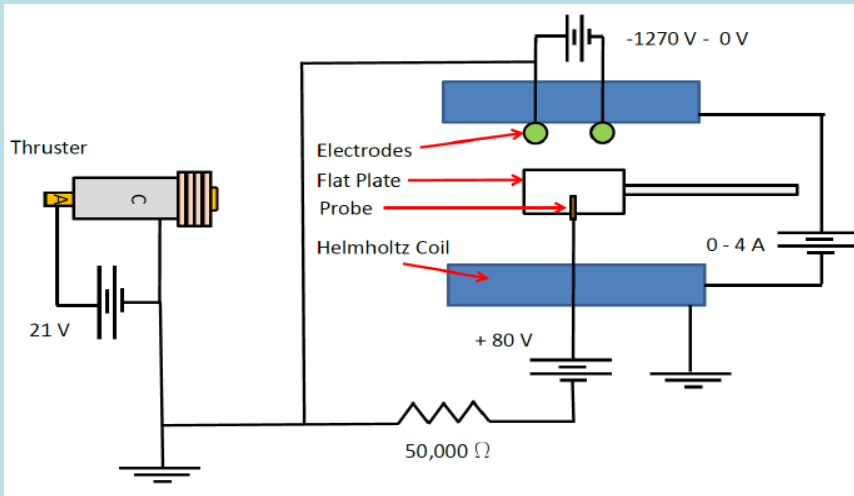 -1270 V - 0 V
Thruster
Electrodes
Flat Plate
Probe
A
C
Helmholtz Coil
0 - 4 A
21 V
+ 80 V
50,000 Ω